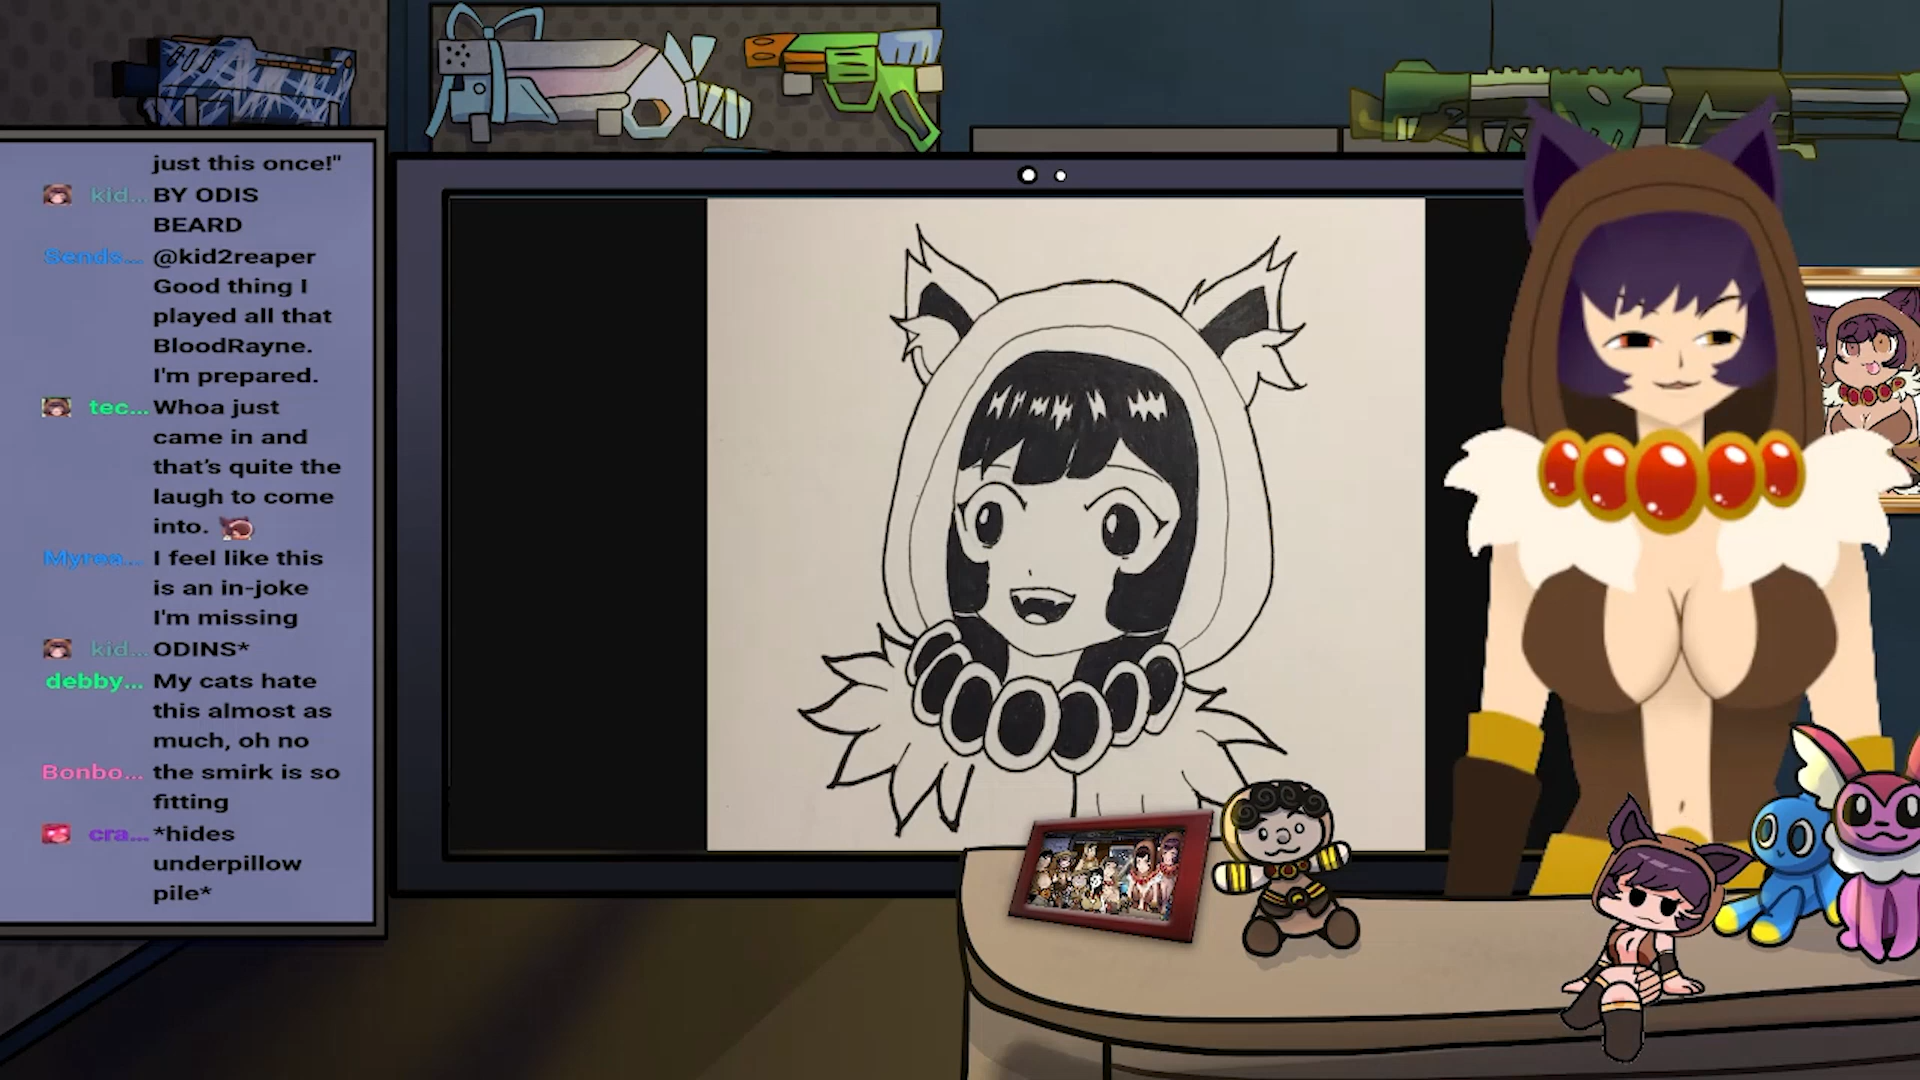 just this once!"
kid... BY ODIS
BEARD
Sends... @kid2reaper
Good thing I
played all that
BloodRayne.
I'm prepared.
tec... Whoa just
came in and
that's quite the
laugh to come
into.
Myrea... I feel like this
is an in-joke
I'm missing
kid... ODINS*
debby... My cats hate
this almost as
much, oh no
Bonbo... the smirk is so
fitting
cra... *hides
underpillow
pile*